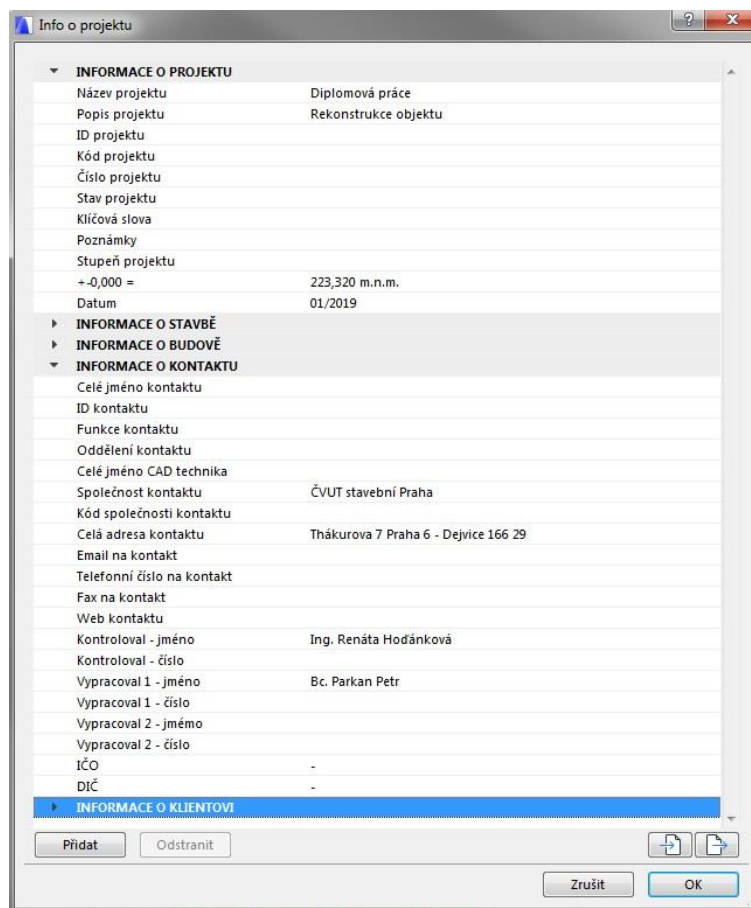 Info o projektu
INFORMACE O PROJEKTU
Název projektu Diplomová práce
Popis projektu Rekonstrukce objektu
ID projektu
Kód projektu
Číslo projektu
Stav projektu
Klíčová slova
Poznámky
Stupeň projektu
+-0,000 = 223,320 m.n.m.
Datum 01/2019
INFORMACE O STAVBĚ
INFORMACE O BUDOVĚ
INFORMACE O KONTAKTU
Celé jméno kontaktu
ID kontaktu
Funkce kontaktu
Oddělení kontaktu
Celé jméno CAD technika
Společnost kontaktu ČVUT stavební Praha
Kód společnosti kontaktu
Celá adresa kontaktu Thákurova 7 Praha 6 - Dejvice 166 29
Email na kontakt
Telefonní číslo na kontakt
Fax na kontakt
Web kontaktu
Kontroloval - jméno Ing. Renáta Hoďánková
Kontroloval - číslo
Vypracoval 1 - jméno Bc. Parkan Petr
Vypracoval 1 - číslo
Vypracoval 2 - jmémo
Vypracoval 2 - číslo
IČO -
DIČ -
INFORMACE O KLIENTOVI
Přidat Odstranit
Zrušit OK